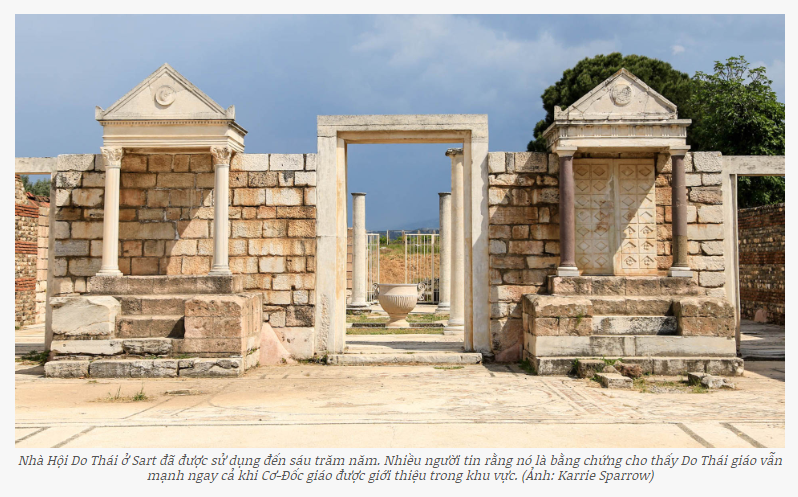 Nhà Hội Do Thái ở Sart đã được sử dụng đến sáu trăm năm. Nhiều người tin rằng nó là bằng chứng cho thấy Do Thái giáo vẫn
mạnh ngay cả khi Cơ-Đốc giáo được giới thiệu trong khu vực. (Ảnh: Karrie Sparrow)